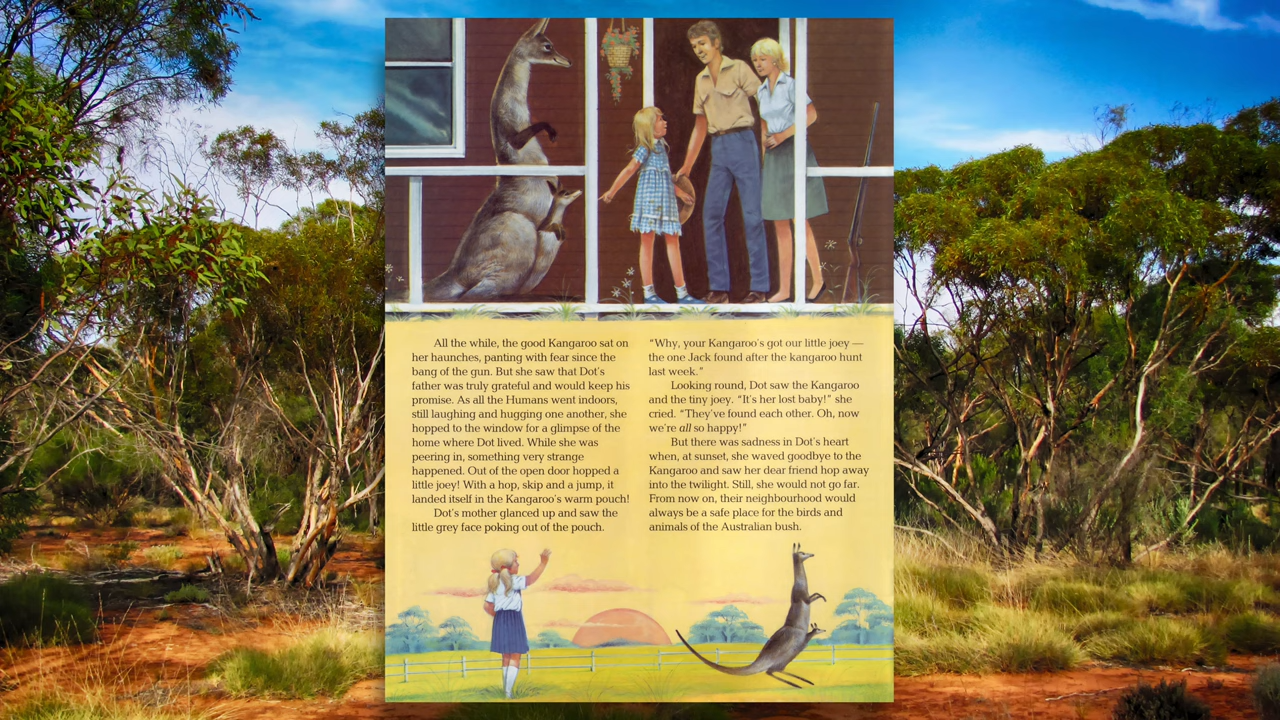 All the while, the good Kangaroo sat on
her haunches, panting with fear since the
bang of the gun. But she saw that Dot's
father was truly grateful and would keep his
promise. As all the Humans went indoors,
still laughing and hugging one another, she
hopped to the window for a glimpse of the
home where Dot lived. While she was
peering in, something very strange
happened. Out of the open door hopped a
little joey! With a hop, skip and a jump, it
landed itself in the Kangaroo's warm pouch!
Dot's mother glanced up and saw the
little grey face poking out of the pouch.
"Why, your Kangaroo's got our little joey —
the one Jack found after the kangaroo hunt
last week."
Looking round, Dot saw the Kangaroo
and the tiny joey. "It's her lost baby!" she
cried. "They've found each other. Oh, now
we're all so happy!"
But there was sadness in Dot's heart
when, at sunset, she waved goodbye to the
Kangaroo and saw her dear friend hop away
into the twilight. Still, she would not go far.
From now on, their neighbourhood would
always be a safe place for the birds and
animals of the Australian bush.